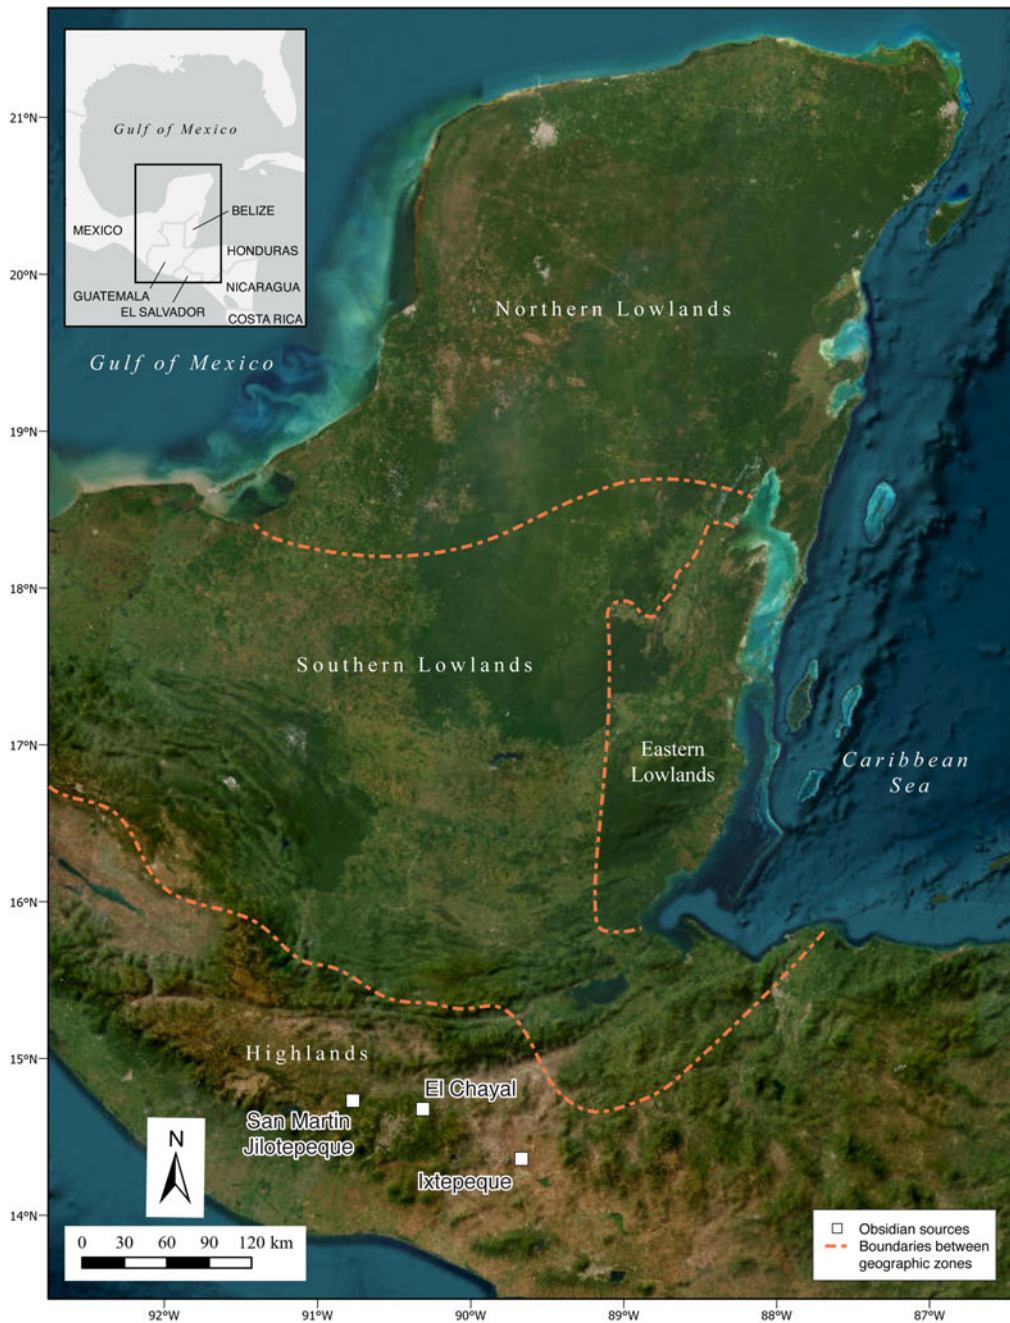 Gulf of Mexico
MEXICO
BELIZE
HONDURAS
GUATEMALA
NICARAGUA
EL SALVADOR
COSTA RICA
21°N
20°N
19°N
18°N
17°N
16°N
15°N
14°N
Gulf of Mexico
Northern Lowlands
Southern Lowlands
Eastern
Lowlands
Caribbean
Sea
Highlands
El Chayal
San Martin
Jilotepeque
Ixtepeque
N
0 30 60 90 120 km
Obsidian sources
Boundaries between
geographic zones
92°W 91°W 90°W 89°W 88°W 87°W